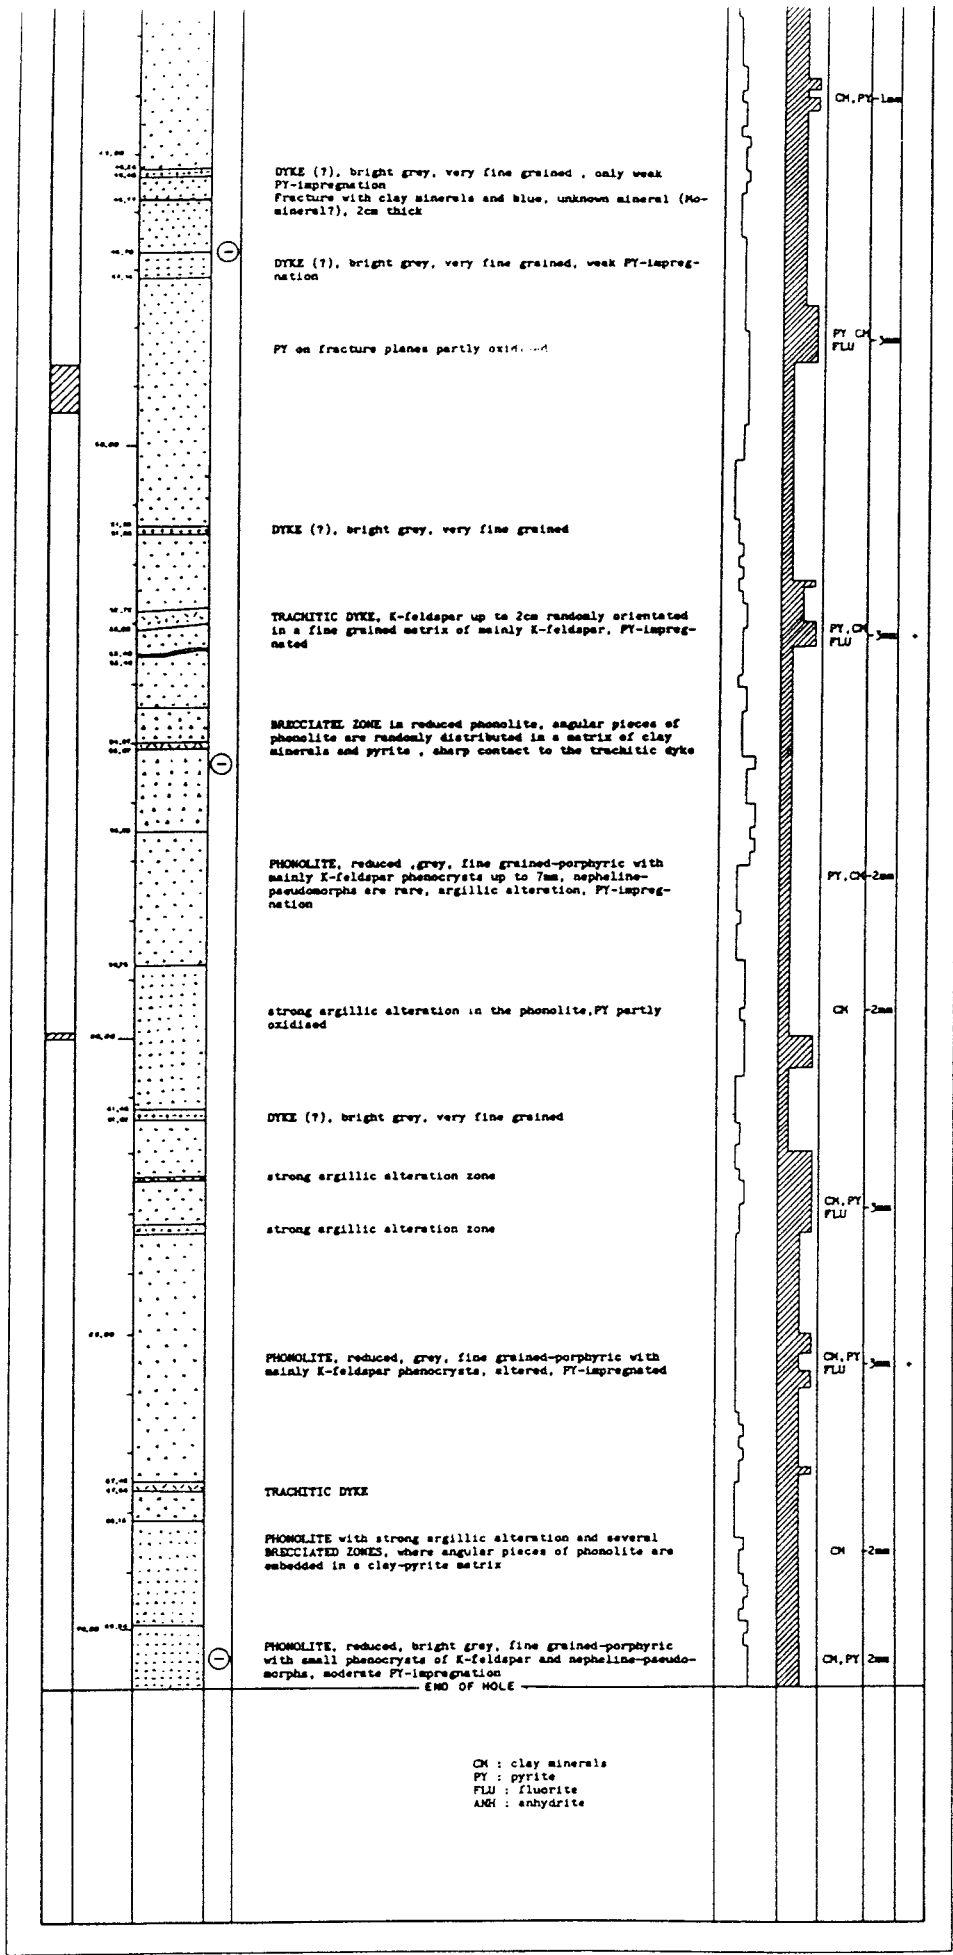 CM,PY 1mm
45,00
DYKE (?), bright grey, very fine grained , only weak
PY-impregnation
Fracture with clay minerals and blue, unknown mineral (Mo-
mineral?), 2cm thick
DYKE (?), bright grey, very fine grained, weak PY-impreg-
nation
PY CM
FLU 3mm
PY on fracture planes partly
50,00
DYKE (?), bright grey, very fine grained
TRACHITIC DYKE, K-feldspar up to 2cm randomly orientated
in a fine grained matrix of mainly K-feldspar, PY-impreg-
nated
PY,CM
FLU 3mm
BRECCIATEL ZONE in reduced phonolite, angular pieces of
phonolite are randomly distributed in a matrix of clay
minerals and pyrite , sharp contact to the trachitic dyke
PHONOLITE, reduced ,grey, fine grained-porphyric with
mainly K-feldspar phenocrysts up to 7mm, nepheline-
pseudomorphs are rare, argillic alteration, PY-impreg-
nation
PY,CM 2mm
strong argillic alteration in the phonolite,PY partly
oxidised
CM 2mm
60,00
DYKE (?), bright grey, very fine grained
strong argillic alteration zone
CM,PY
FLU 3mm
strong argillic alteration zone
65,00
PHONOLITE, reduced, grey, fine grained-porphyric with
mainly K-feldspar phenocrysts, altered, PY-impregnated
CM,PY
FLU 3mm
TRACHITIC DYKE
PHONOLITE with strong argillic alteration and several
BRECCIATED ZONES, where angular pieces of phonolite are
embedded in a clay-pyrite matrix
CM 2mm
70,00
PHONOLITE, reduced, bright grey, fine grained-porphyric
with small phenocrysts of K-feldspar and nepheline-pseudo-
morphs, moderate PY-impregnation
CM,PY 2mm
END OF HOLE
CM : clay minerals
PY : pyrite
FLU : fluorite
ANH : anhydrite